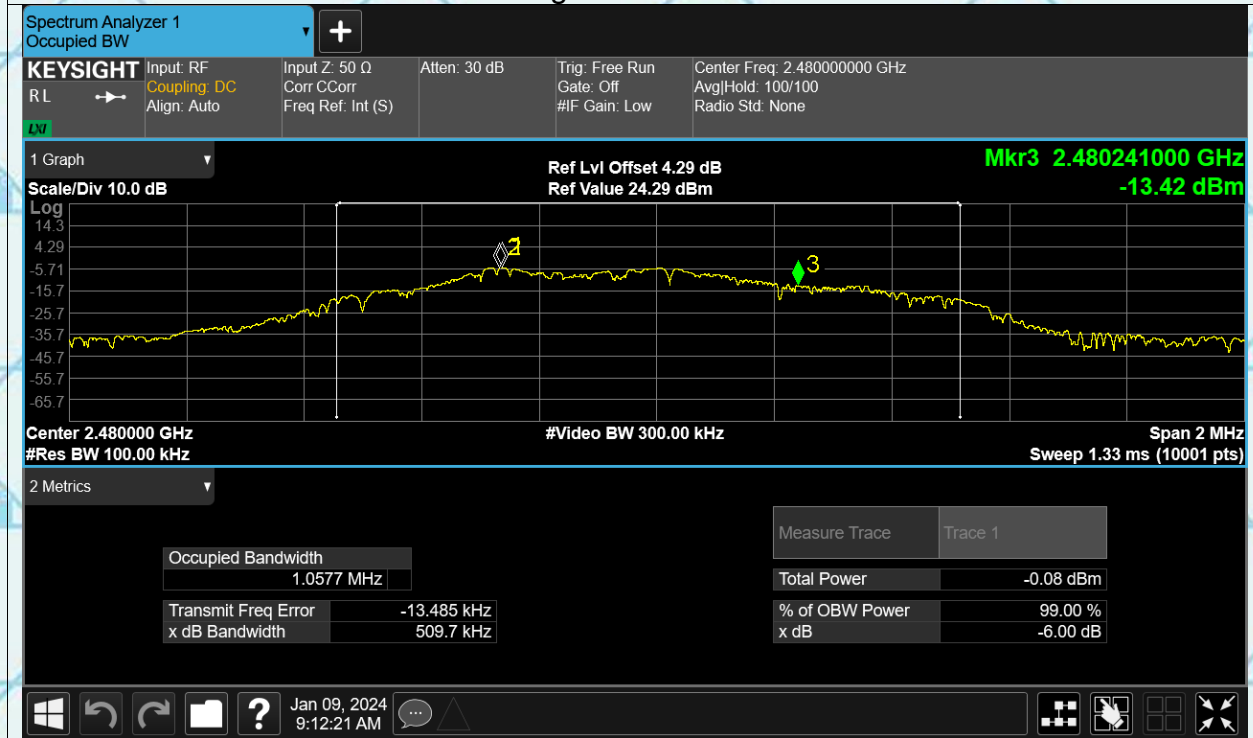 Spectrum Analyzer 1
Occupied BW
+
KEYSIGHT
RL
LXI
Input: RF
Coupling: DC
Align: Auto
Input Z: 50 Ω
Corr CCorr
Freq Ref: Int (S)
Atten: 30 dB
Trig: Free Run
Gate: Off
#IF Gain: Low
Center Freq: 2.480000000 GHz
Avg|Hold: 100/100
Radio Std: None
1 Graph
Scale/Div 10.0 dB
Ref Lvl Offset 4.29 dB
Ref Value 24.29 dBm
Mkr3 2.480241000 GHz
-13.42 dBm
Log
14.3
4.29
-5.71
-15.7
-25.7
-35.7
-45.7
-55.7
-65.7
3
Center 2.480000 GHz
#Res BW 100.00 kHz
#Video BW 300.00 kHz
Span 2 MHz
Sweep 1.33 ms (10001 pts)
2 Metrics
Occupied Bandwidth
1.0577 MHz
Transmit Freq Error -13.485 kHz
x dB Bandwidth 509.7 kHz
Measure Trace Trace 1
Total Power -0.08 dBm
% of OBW Power 99.00 %
x dB -6.00 dB
?
Jan 09, 2024
9:12:21 AM